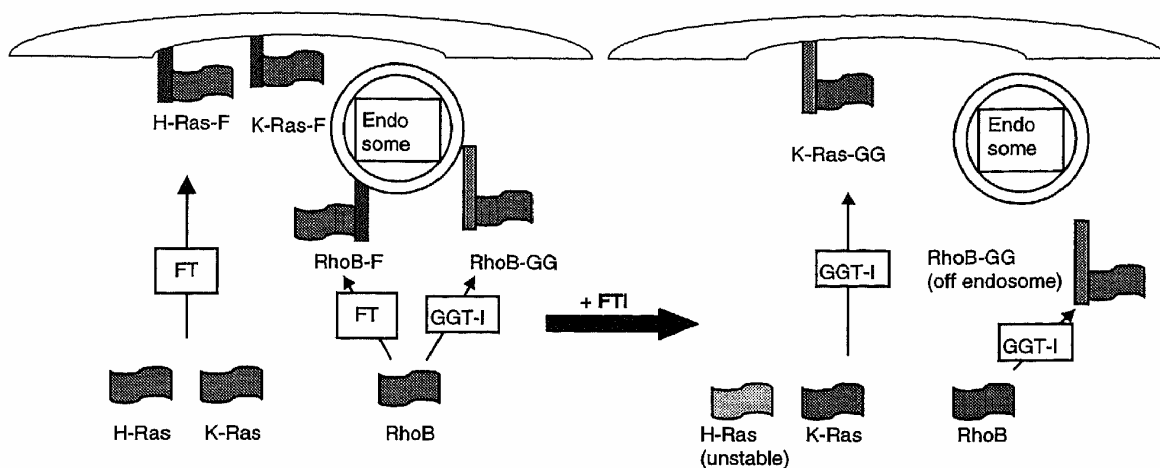 H-Ras-F
K-Ras-F
Endo
some
FT
RhoB-F
RhoB-GG
FT
GGT-I
H-Ras
K-Ras
RhoB
+ FTI
K-Ras-GG
Endo
some
GGT-I
RhoB-GG
(off endosome)
GGT-I
H-Ras
(unstable)
K-Ras
RhoB